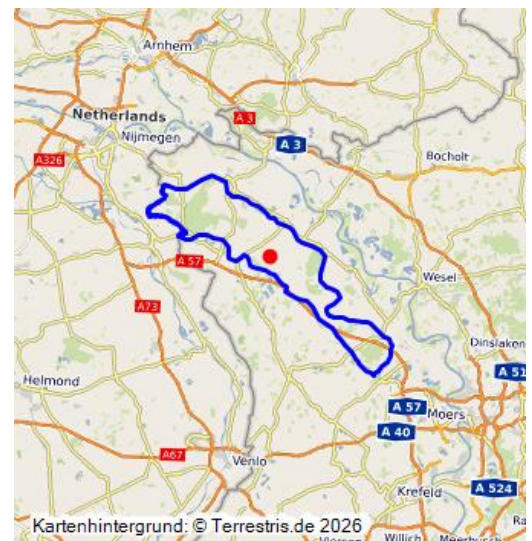 Arnhem
A 3
Netherlands
Nijmegen
A 3
A326
Bocholt
A 57
Wesel
A73
Dinslaken
A 51
Helmond
A 57
Moers
A 40
A67
Venlo
A 524
Krefeld
Willich
Kartenhintergrund: © Terrestris.de 2026